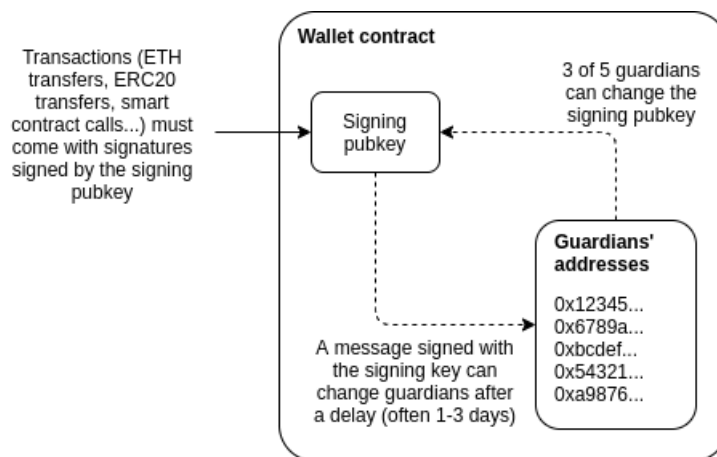 Wallet contract
Transactions (ETH
transfers, ERC20
transfers, smart
contract calls...) must
come with signatures
signed by the signing
pubkey
Signing
pubkey
3 of 5 guardians
can change the
signing pubkey
Guardians'
addresses
0x12345...
0x6789a...
0xbcdef...
0x54321...
0xa9876...
A message signed with
the signing key can
change guardians after
a delay (often 1-3 days)